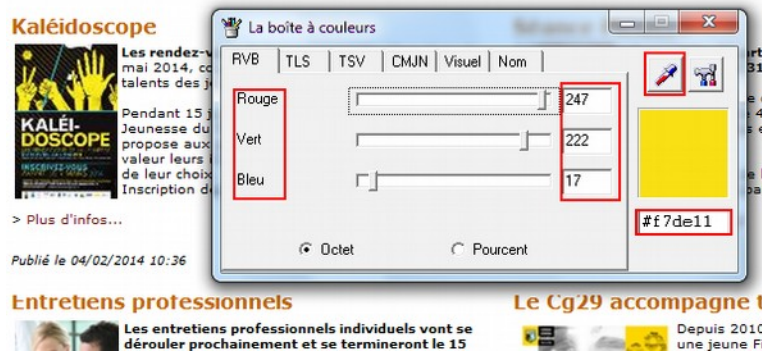 Kaléidoscope
Les rendez-v
mai 2014, co
talents des j
Pendant 15 j
Jeunesse du
propose aux
valeur leurs i
de leur choix
Inscription d
KALÉI-
DOSCOPE
INSCRIVEZ-VOUS
> Plus d'infos...
Publié le 04/02/2014 10:36
La boîte à couleurs
RVB TLS TSV CMJN Visuel Nom
Rouge 247
Vert 222
Bleu 17
#f7de11
Octet Pourcent
Entretiens professionnels
Les entretiens professionnels individuels vont se
dérouler prochainement et se termineront le 15
Le Cg29 accompagne t
Depuis 2010
une jeune Fi